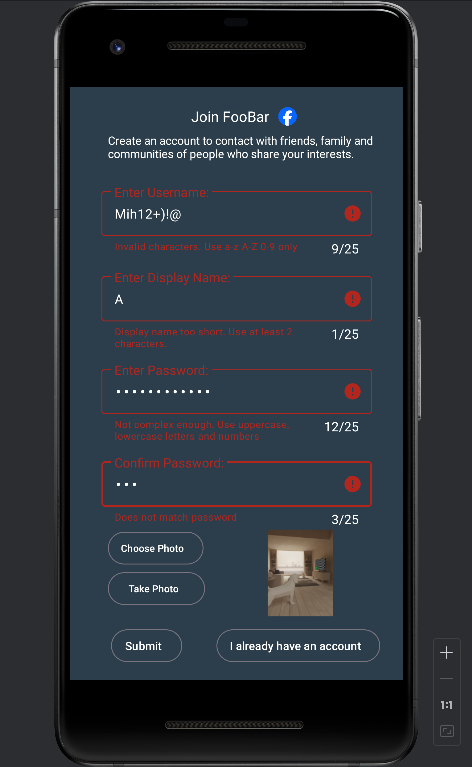 Join FooBar
Create an account to contact with friends, family and
communities of people who share your interests.
Enter Username:
Mih12+)!@
Invalid characters. Use a-z A-Z 0-9 only
9/25
Enter Display Name:
A
Display name too short. Use at least 2
characters.
1/25
Enter Password:
••••••••••••
Not complex enough. Use uppercase,
lowercase letters and numbers
12/25
Confirm Password:
•••
Does not match password
3/25
Choose Photo
Take Photo
Submit
I already have an account
1:1